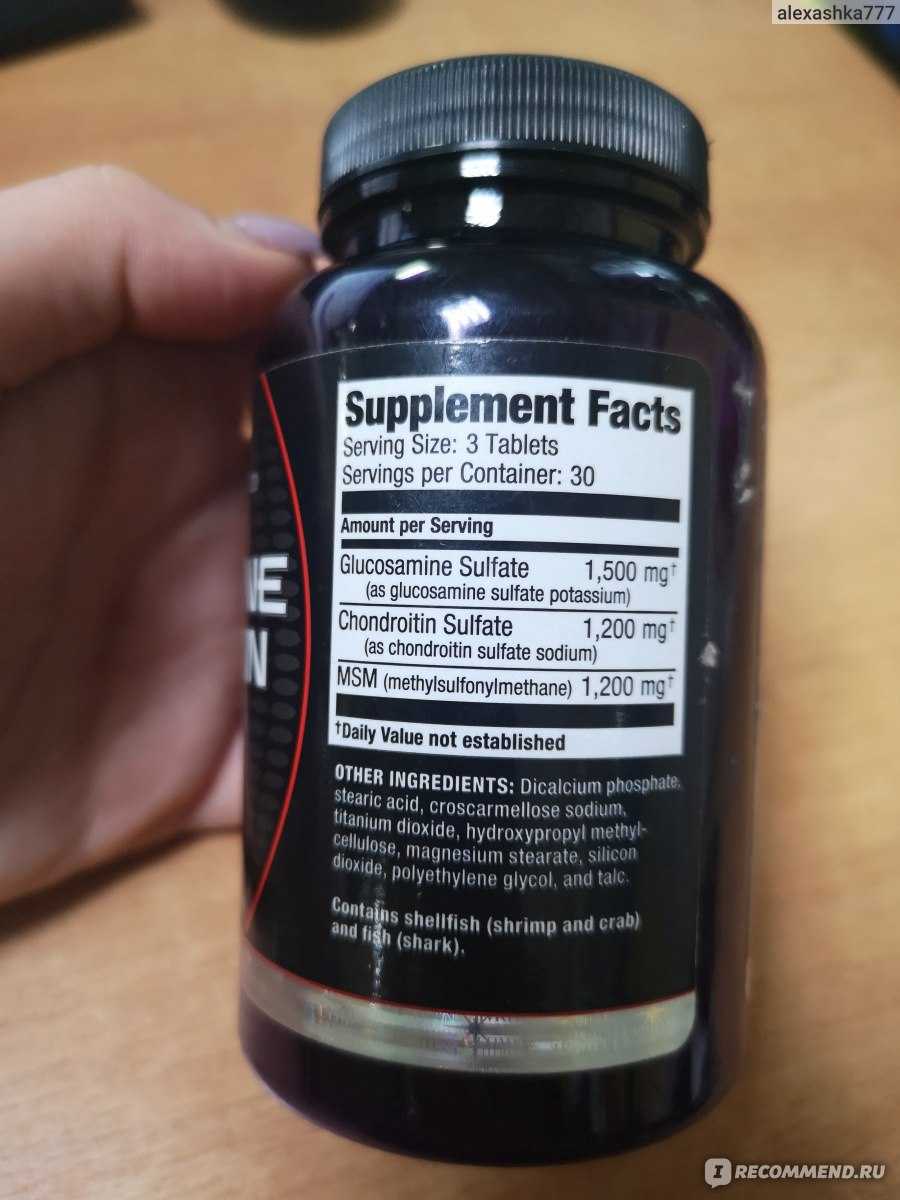 alexashka777
Supplement Facts
Serving Size: 3 Tablets
Servings per Container: 30
Amount per Serving
Glucosamine Sulfate 1,500 mg†
(as glucosamine sulfate potassium)
Chondroitin Sulfate 1,200 mg†
(as chondroitin sulfate sodium)
MSM (methylsulfonylmethane) 1,200 mg†
†Daily Value not established
OTHER INGREDIENTS: Dicalcium phosphate,
stearic acid, croscarmellose sodium,
titanium dioxide, hydroxypropyl methyl-
cellulose, magnesium stearate, silicon
dioxide, polyethylene glycol, and talc.
Contains shellfish (shrimp and crab)
and fish (shark).
NE
IN
I RECOMMEND.RU